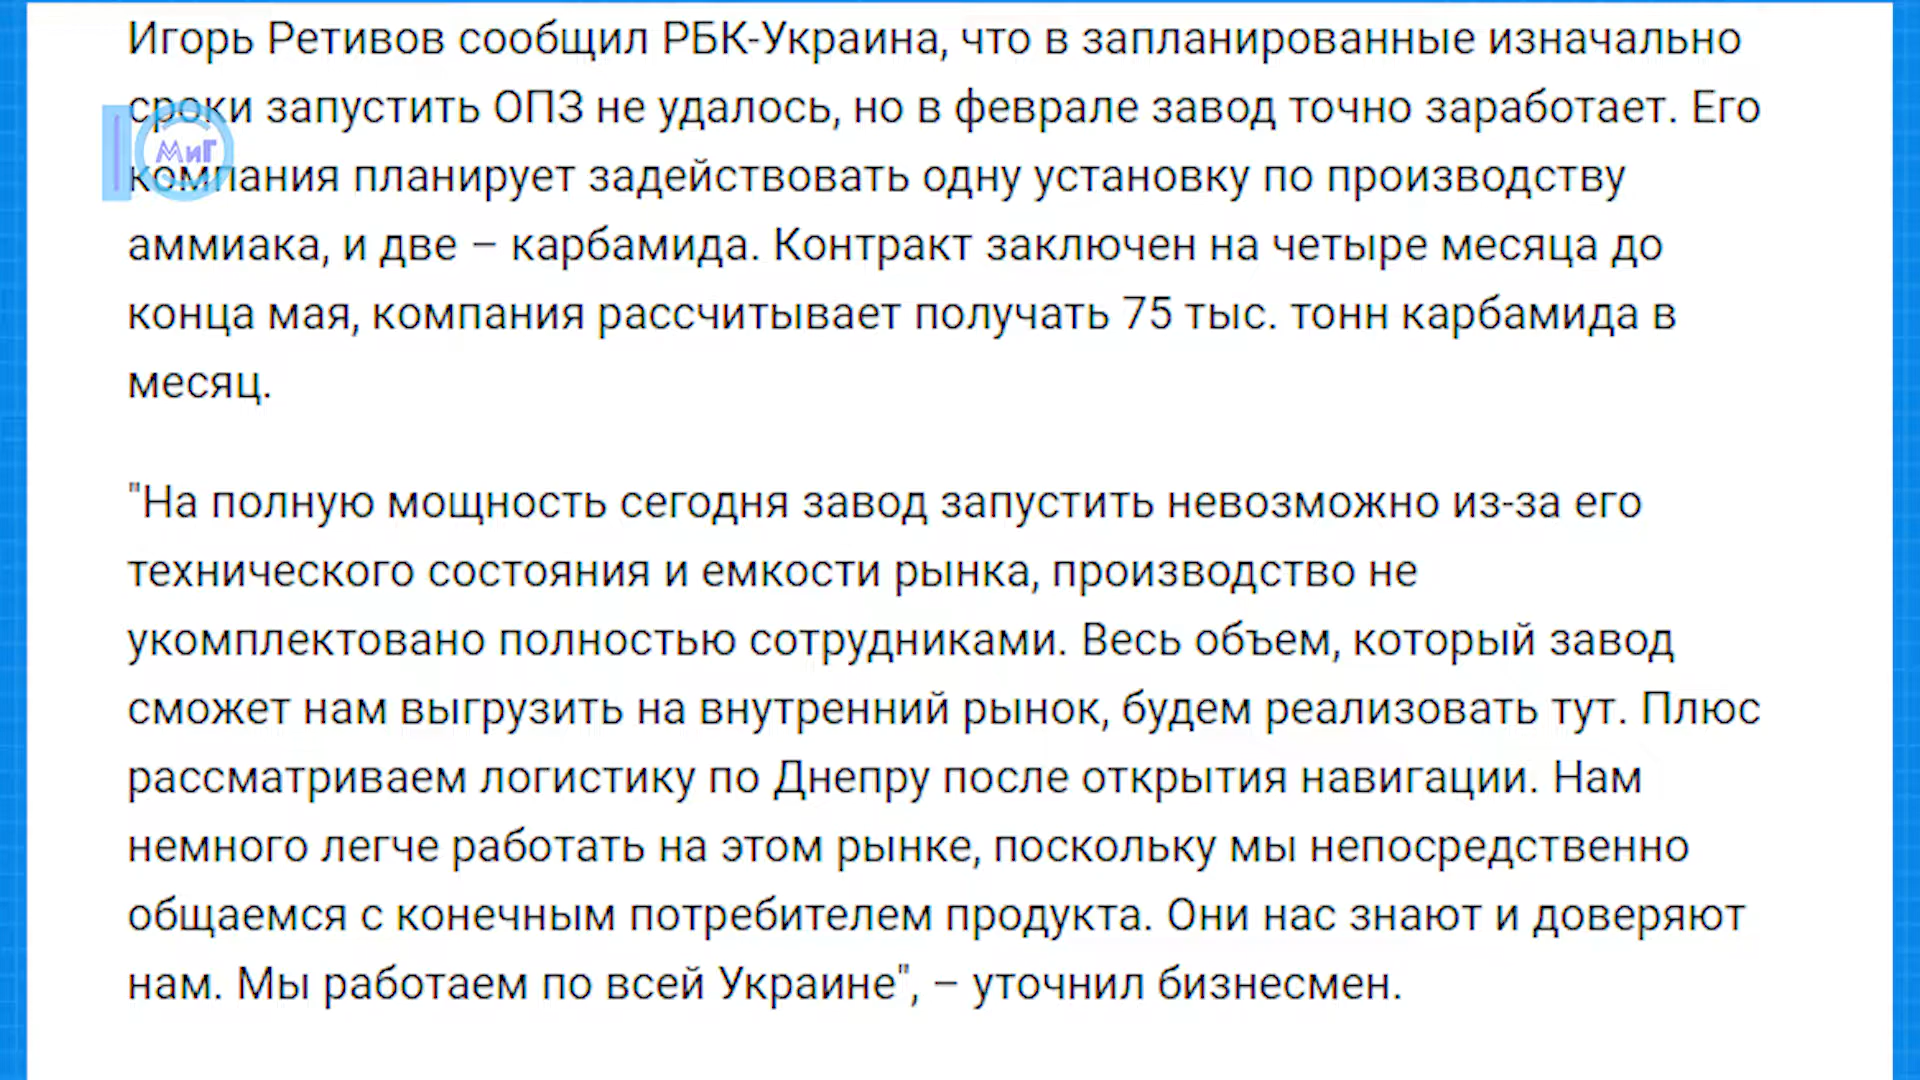 Игорь Ретивов сообщил РБК-Украина, что в запланированные изначально
сроки запустить ОПЗ не удалось, но в феврале завод точно заработает. Его
МиГ
компания планирует задействовать одну установку по производству
аммиака, и две – карбамида. Контракт заключен на четыре месяца до
конца мая, компания рассчитывает получать 75 тыс. тонн карбамида в
месяц.
"На полную мощность сегодня завод запустить невозможно из-за его
технического состояния и емкости рынка, производство не
укомплектовано полностью сотрудниками. Весь объем, который завод
сможет нам выгрузить на внутренний рынок, будем реализовать тут. Плюс
рассматриваем логистику по Днепру после открытия навигации. Нам
немного легче работать на этом рынке, поскольку мы непосредственно
общаемся с конечным потребителем продукта. Они нас знают и доверяют
нам. Мы работаем по всей Украине", – уточнил бизнесмен.